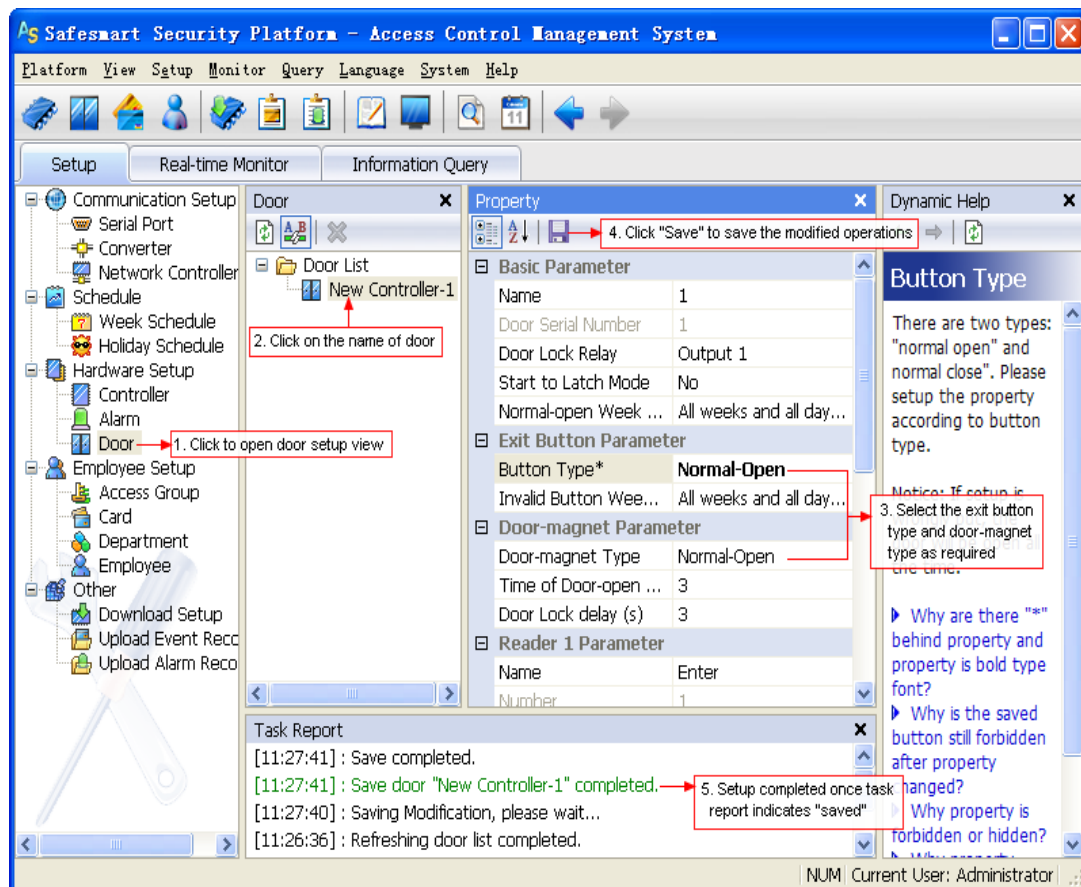 AS Safesmart Security Platform - Access Control Management System
Platform View Setup Monitor Query Language System Help
11
Setup Real-time Monitor Information Query
Communication Setup
Serial Port
Converter
Network Controller
Schedule
7 Week Schedule
Holiday Schedule
Hardware Setup
Controller
Alarm
Door
1. Click to open door setup view
Employee Setup
Access Group
Card
Department
Employee
Other
Download Setup
Upload Event Reco
Upload Alarm Reco
Door
A B
Door List
New Controller-1
2. Click on the name of door
Property
A Z
4. Click "Save" to save the modified operations
Basic Parameter
Name 1
Door Serial Number 1
Door Lock Relay Output 1
Start to Latch Mode No
Normal-open Week ... All weeks and all day...
Exit Button Parameter
Button Type* Normal-Open
Invalid Button Wee... All weeks and all day...
Door-magnet Parameter
Door-magnet Type Normal-Open
Time of Door-open ... 3
Door Lock delay (s) 3
3. Select the exit button
type and door-magnet
type as required
Reader 1 Parameter
Name Enter
Number 1
Dynamic Help
Button Type
There are two types:
"normal open" and
normal close". Please
setup the property
according to button
type.
Notice: If setup is
the time.
Why are there "*"
behind property and
property is bold type
font?
Why is the saved
button still forbidden
after property
changed?
Why property is
forbidden or hidden?
Why property
Task Report
[11:27:41] : Save completed.
[11:27:41] : Save door "New Controller-1" completed.
[11:27:40] : Saving Modification, please wait...
[11:26:36] : Refreshing door list completed.
5. Setup completed once task
report indicates "saved"
NUM Current User: Administrator